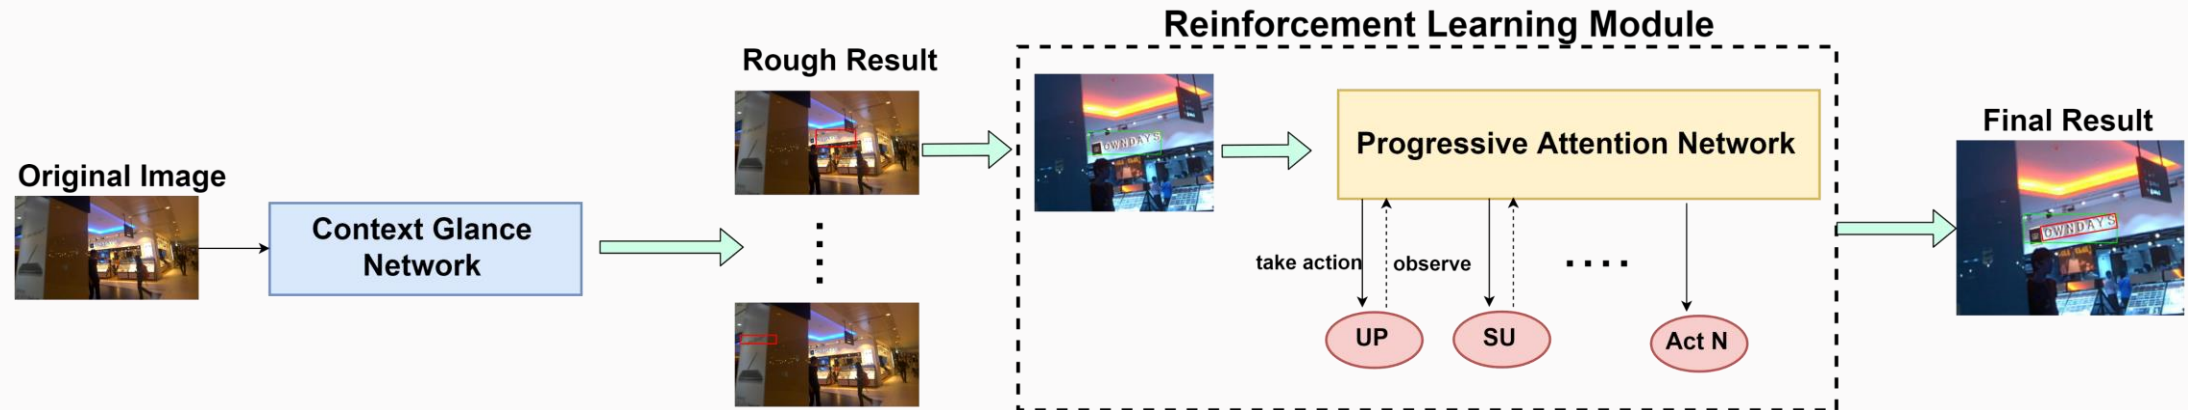 Reinforcement Learning Module
Rough Result
Final Result
Original Image
Context Glance
Network
Progressive Attention Network
OWNDAYS
take action
observe
UP
SU
Act N
OWNDAYS